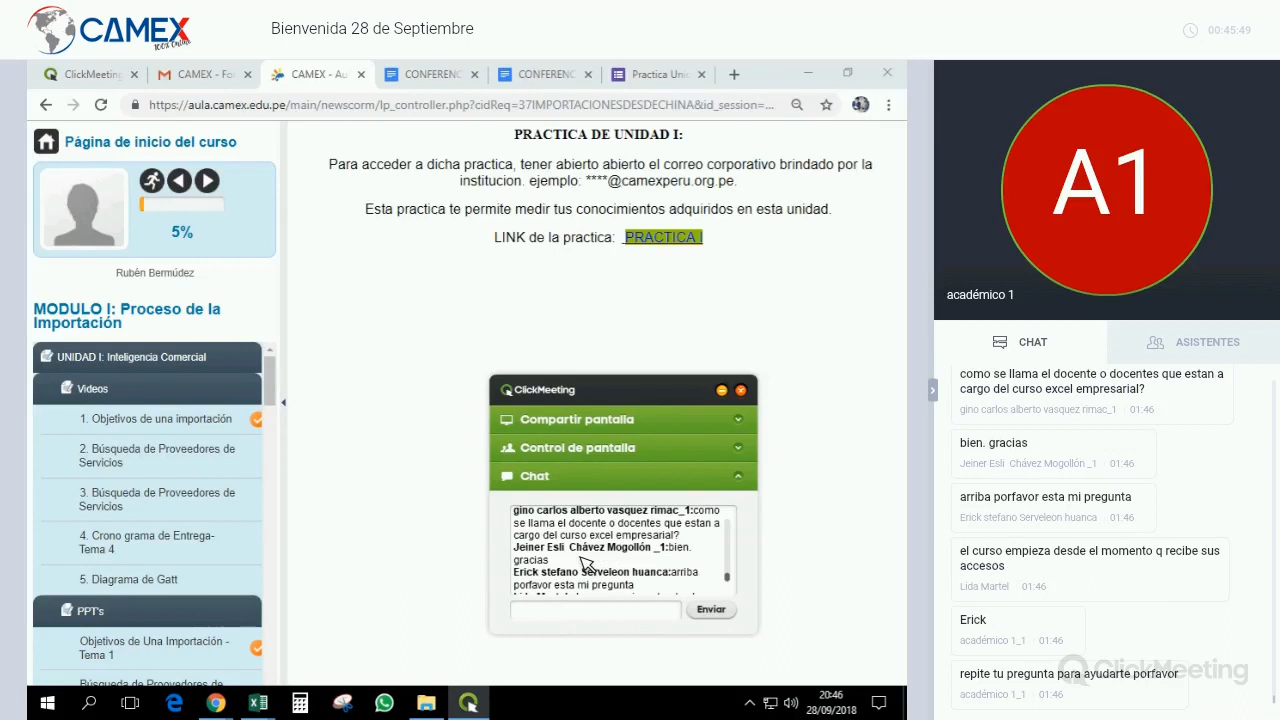 CAMEX
100% Online
Bienvenida 28 de Septiembre
00:45:49
ClickMeeting
CAMEX - Fo
CAMEX - Au
CONFERENC
CONFERENC
Practica Uni
https://aula.camex.edu.pe/main/newscorm/lp_controller.php?cidReq=37IMPORTACIONESDESDECHINA&id_session=...
Página de inicio del curso
5%
Rubén Bermúdez
MODULO I: Proceso de la
Importación
UNIDAD I: Inteligencia Comercial
Videos
1. Objetivos de una importación
2. Búsqueda de Proveedores de
Servicios
3. Búsqueda de Proveedores de
Servicios
4. Crono grama de Entrega-
Tema 4
5. Diagrama de Gatt
PPT's
Objetivos de Una Importación -
Tema 1
Búsqueda de Proveedores de
PRACTICA DE UNIDAD I:
Para acceder a dicha practica, tener abierto abierto el correo corporativo brindado por la
institucion. ejemplo: ****@camexperu.org.pe.
Esta practica te permite medir tus conocimientos adquiridos en esta unidad.
LINK de la practica: PRACTICA I
ClickMeeting
Compartir pantalla
Control de pantalla
Chat
gino carlos alberto vasquez rimac_1:como
se llama el docente o docentes que estan a
cargo del curso excel empresarial?
Jeiner Esli Chávez Mogollón _1:bien.
gracias
Erick stefano Serveleon huanca:arriba
porfavor esta mi pregunta
Enviar
20:46
28/09/2018
A1
académico 1
CHAT
ASISTENTES
como se llama el docente o docentes que estan a
cargo del curso excel empresarial?
gino carlos alberto vasquez rimac_1 · 01:46
bien. gracias
Jeiner Esli Chávez Mogollón _1 01:46
arriba porfavor esta mi pregunta
Erick stefano Serveleon huanca · 01:46
el curso empieza desde el momento q recibe sus
accesos
Lida Martel · 01:46
Erick
académico 1_1 · 01:46
repite tu pregunta para ayudarte porfavor
académico 1_1 · 01:46
ClickMeeting